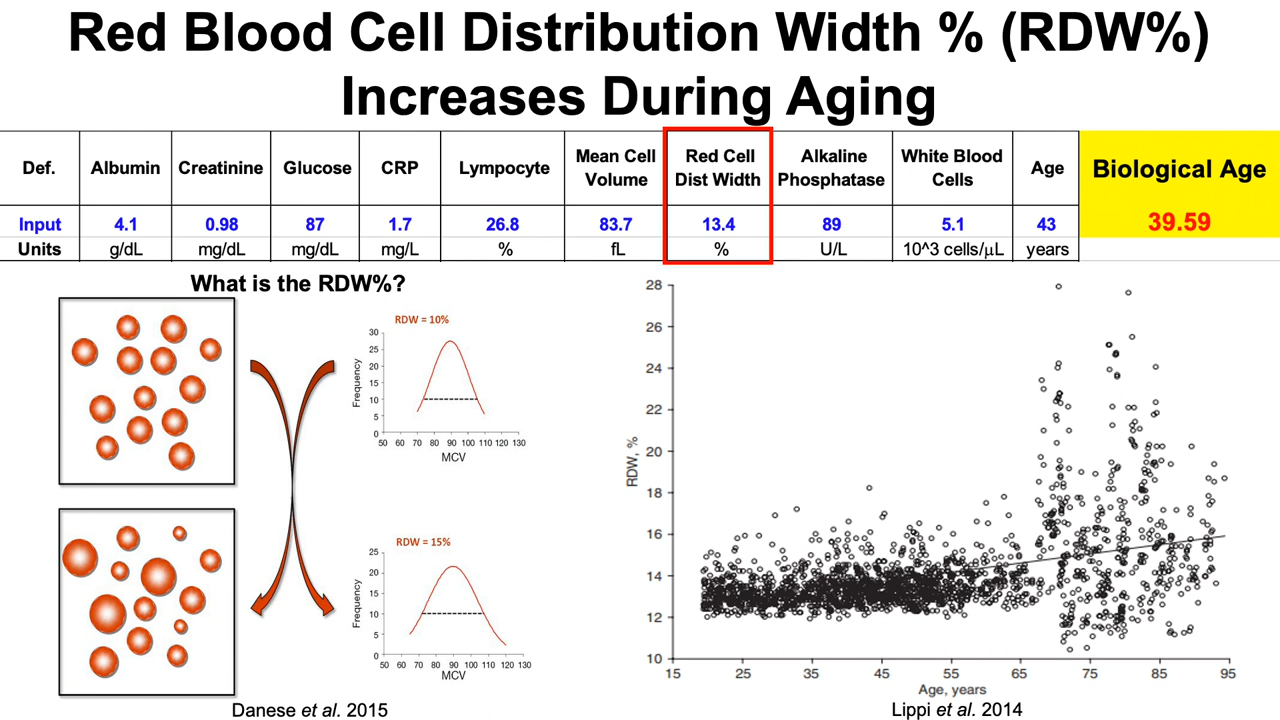 Red Blood Cell Distribution Width % (RDW%)
Increases During Aging
Def. Albumin Creatinine Glucose CRP Lympocyte Mean Cell Volume Red Cell Dist Width Alkaline Phosphatase White Blood Cells Age Biological Age
Input 4.1 0.98 87 1.7 26.8 83.7 13.4 89 5.1 43 39.59
Units g/dL mg/dL mg/dL mg/L % fL % U/L 10^3 cells/μL years
What is the RDW%?
RDW = 10%
Frequency
30
25
20
15
10
5
0
50 60 70 80 90 100 110 120 130
MCV
RDW = 15%
Frequency
25
20
15
10
5
0
50 60 70 80 90 100 110 120 130
MCV
Danese et al. 2015
RDW, %
28
26
24
22
20
18
16
14
12
10
15 25 35 45 55 65 75 85 95
Age, years
Lippi et al. 2014